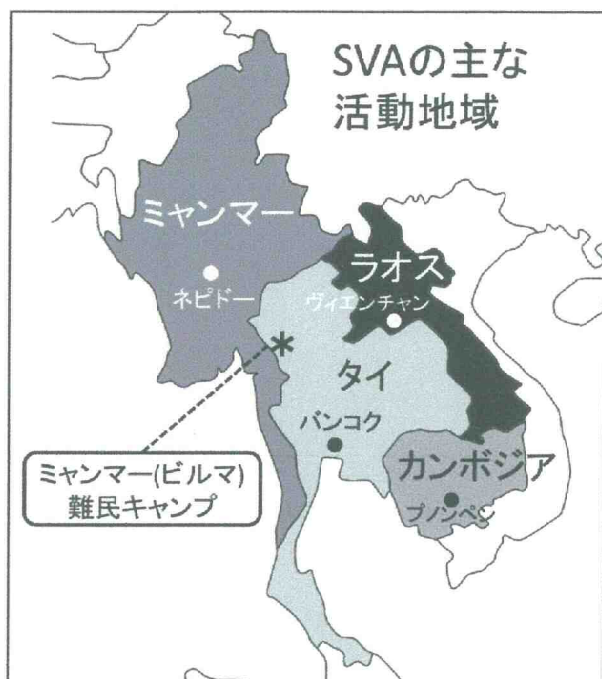 SVAの主な
活動地域
ミャンマー
ネピドー
ラオス
ヴィエンチャン
タイ
バンコク
カンボジア
プノンペン
ミャンマー(ビルマ)
難民キャンプ